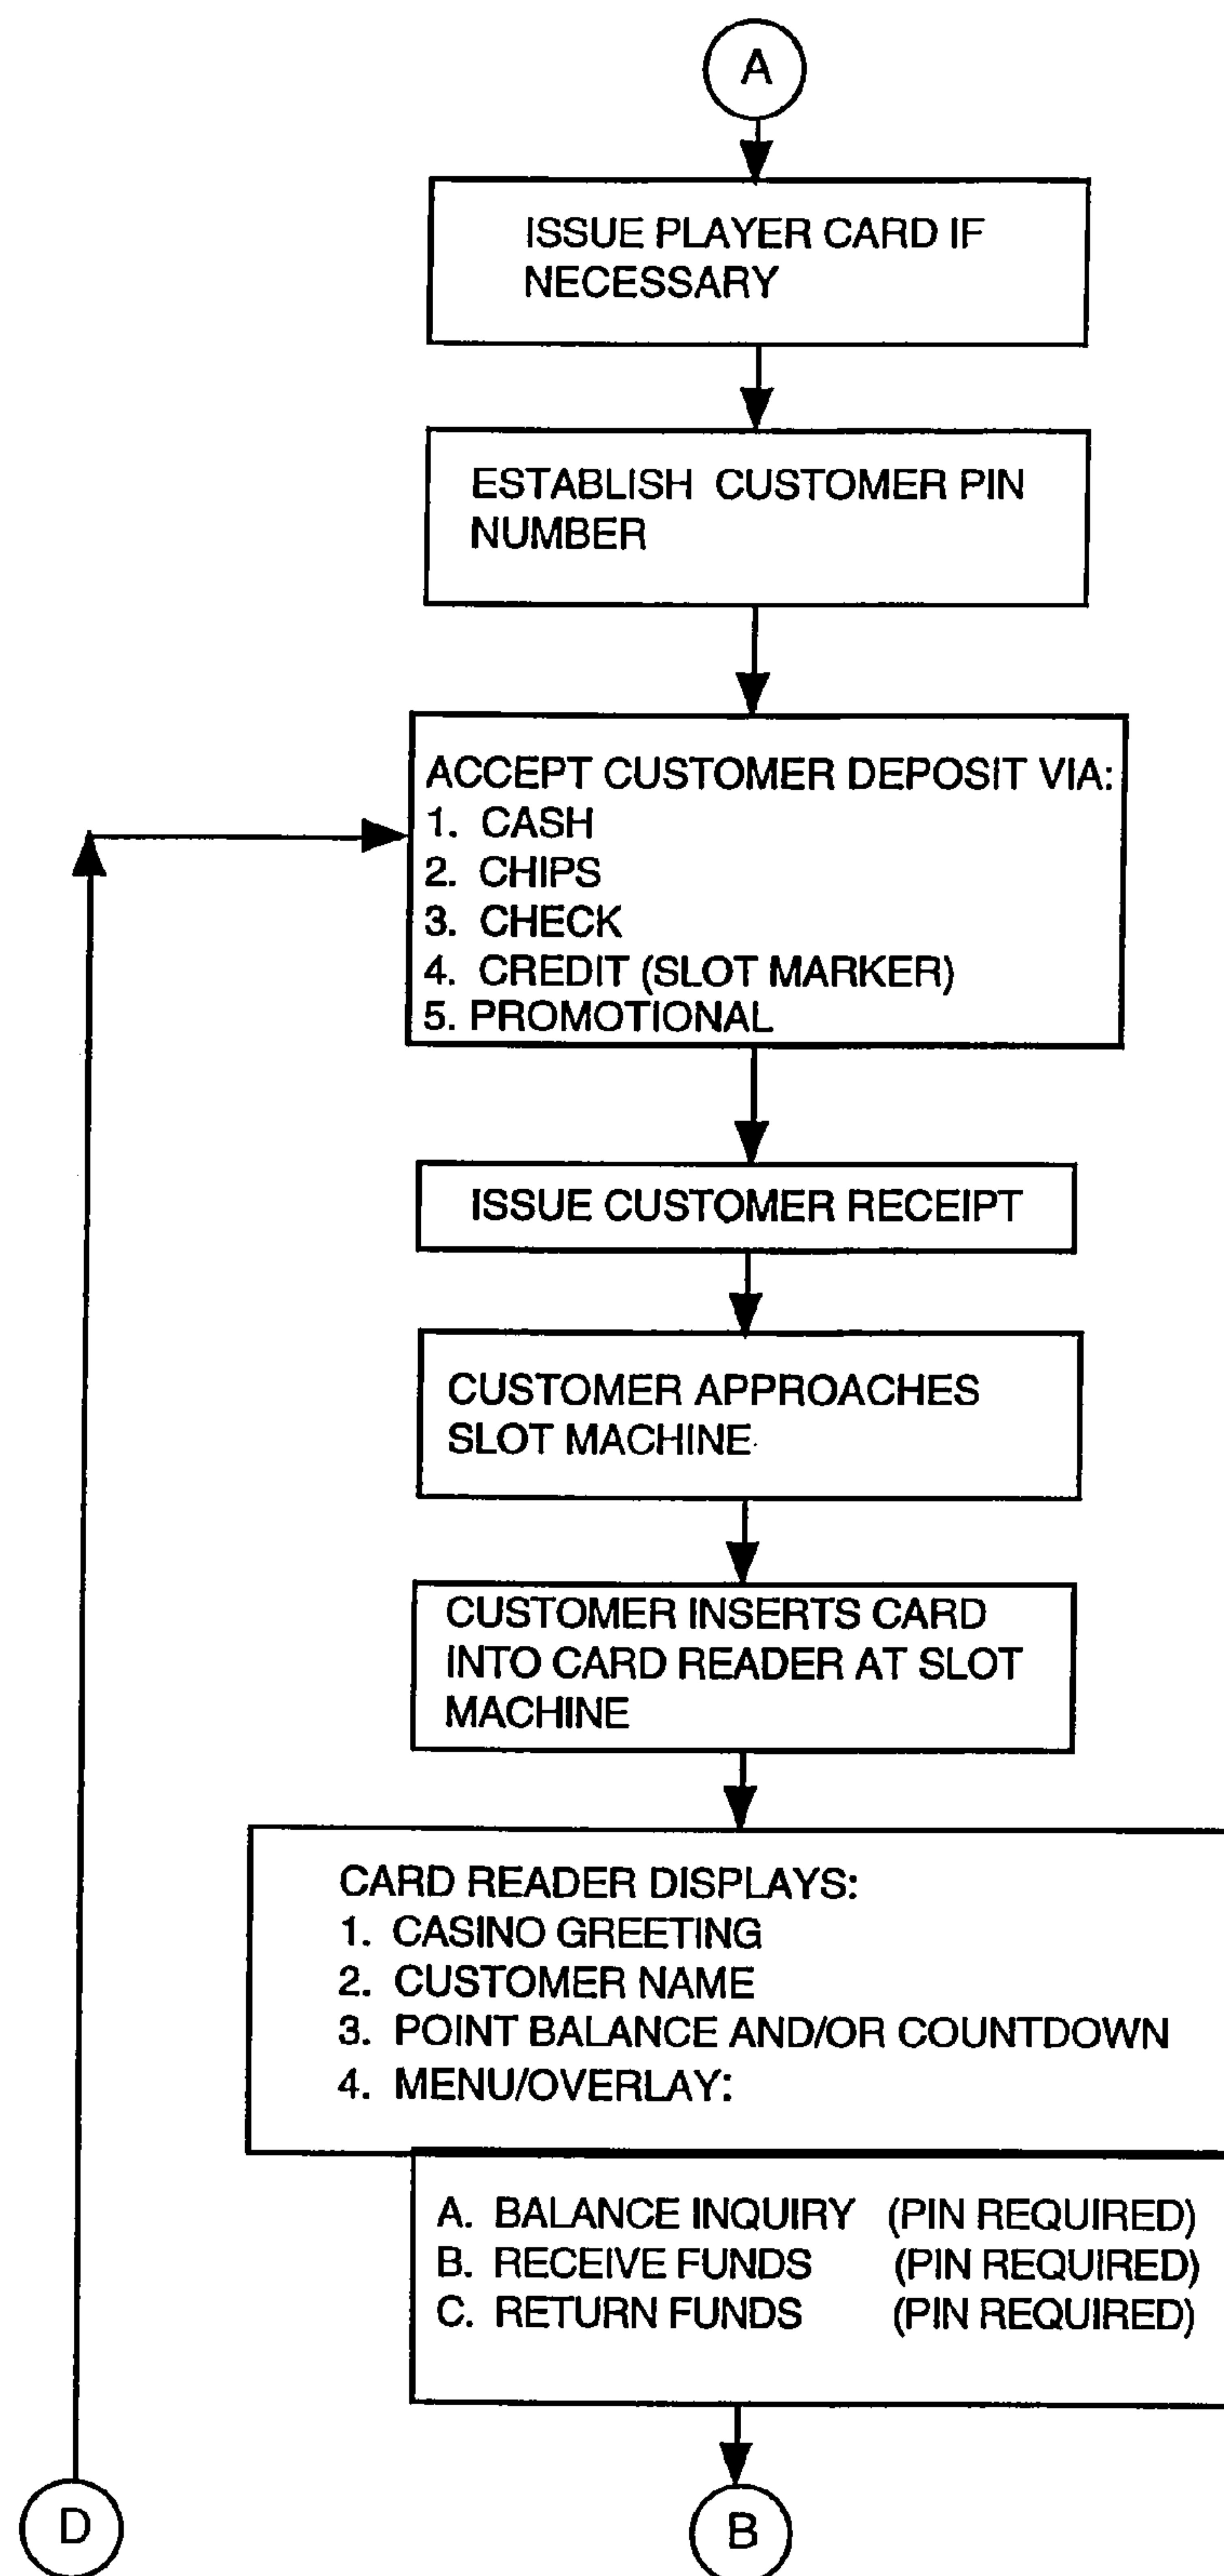 A
ISSUE PLAYER CARD IF
NECESSARY
ESTABLISH CUSTOMER PIN
NUMBER
ACCEPT CUSTOMER DEPOSIT VIA:
1. CASH
2. CHIPS
3. CHECK
4. CREDIT (SLOT MARKER)
5. PROMOTIONAL
ISSUE CUSTOMER RECEIPT
CUSTOMER APPROACHES
SLOT MACHINE
CUSTOMER INSERTS CARD
INTO CARD READER AT SLOT
MACHINE
CARD READER DISPLAYS:
1. CASINO GREETING
2. CUSTOMER NAME
3. POINT BALANCE AND/OR COUNTDOWN
4. MENU/OVERLAY:
A. BALANCE INQUIRY (PIN REQUIRED)
B. RECEIVE FUNDS (PIN REQUIRED)
C. RETURN FUNDS (PIN REQUIRED)
D
B